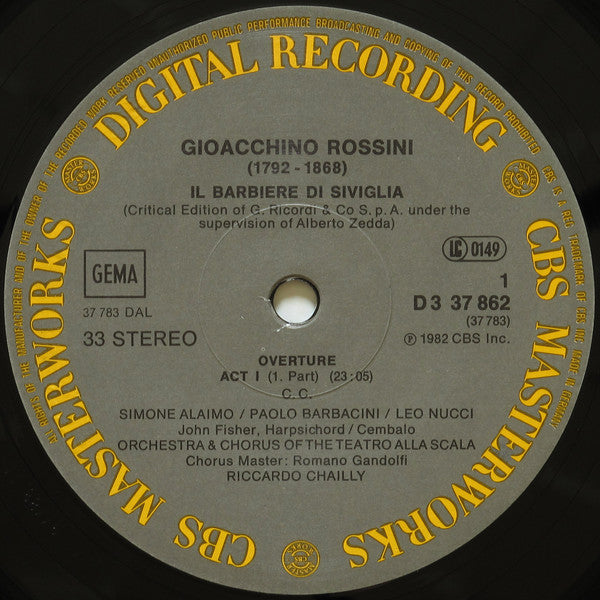 ALL RIGHTS OF THE MANUFACTURER AND OF THE OWNER OF THE RECORDED WORK RESERVED UNAUTHORIZED PUBLIC PERFORMANCE BROADCASTING AND COPYING OF THIS RECORD PROHIBITED
CBS IS A REG. TRADEMARK OF CBS INC. MADE IN GERMANY
DIGITAL RECORDING
CBS MASTERWORKS
CBS MASTERWORKS
GIOACCHINO ROSSINI
(1792 - 1868)
IL BARBIERE DI SIVIGLIA
(Critical Edition of G. Ricordi & Co S. p. A. under the
supervision of Alberto Zedda)
GEMA
37 783 DAL
33 STEREO
LC 0149
1
D3 37 862
(37 783)
℗ 1982 CBS Inc.
OVERTURE
ACT I (1. Part) (23:05)
C. C.
SIMONE ALAIMO / PAOLO BARBACINI / LEO NUCCI
John Fisher, Harpsichord / Cembalo
ORCHESTRA & CHORUS OF THE TEATRO ALLA SCALA
Chorus Master: Romano Gandolfi
RICCARDO CHAILLY